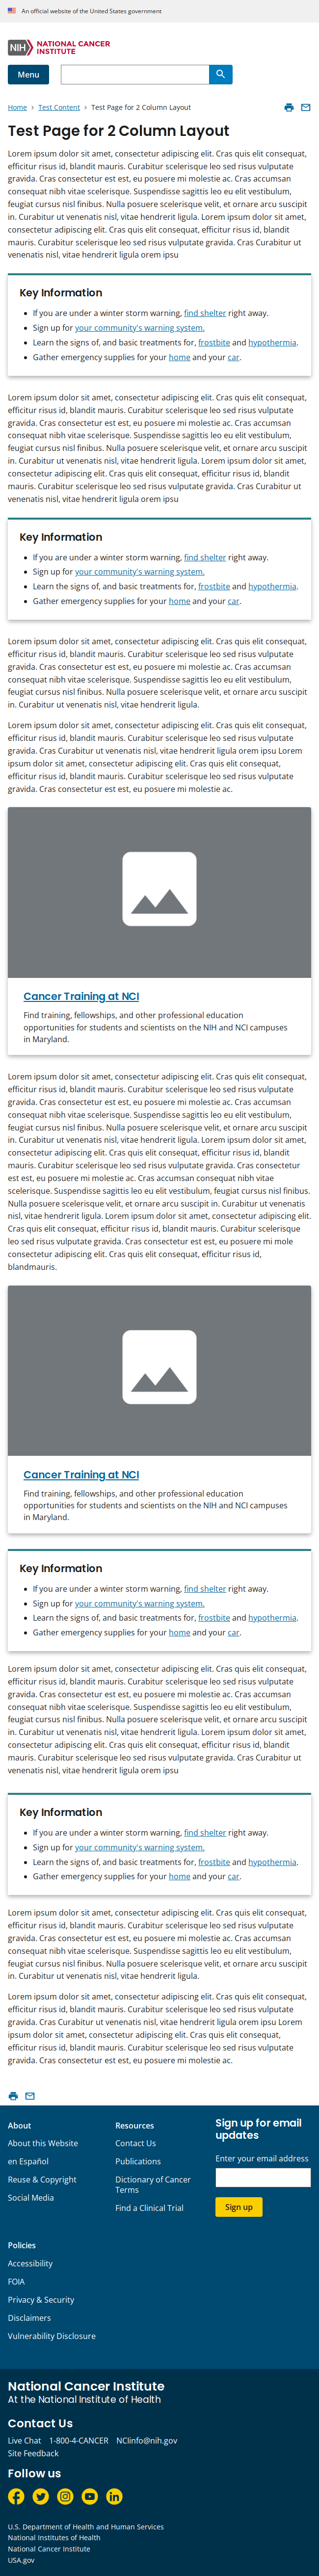 An official website of the United States government
NIH NATIONAL CANCER
INSTITUTE
Menu
Home › Test Content › Test Page for 2 Column Layout
Test Page for 2 Column Layout
Lorem ipsum dolor sit amet, consectetur adipiscing elit. Cras quis elit consequat,
efficitur risus id, blandit mauris. Curabitur scelerisque leo sed risus vulputate
gravida. Cras consectetur est est, eu posuere mi molestie ac. Cras accumsan
consequat nibh vitae scelerisque. Suspendisse sagittis leo eu elit vestibulum,
feugiat cursus nisl finibus. Nulla posuere scelerisque velit, et ornare arcu suscipit
in. Curabitur ut venenatis nisl, vitae hendrerit ligula. Lorem ipsum dolor sit amet,
consectetur adipiscing elit. Cras quis elit consequat, efficitur risus id, blandit
mauris. Curabitur scelerisque leo sed risus vulputate gravida. Cras Curabitur ut
venenatis nisl, vitae hendrerit ligula orem ipsu
Key Information
If you are under a winter storm warning, find shelter right away.
Sign up for your community's warning system.
Learn the signs of, and basic treatments for, frostbite and hypothermia.
Gather emergency supplies for your home and your car.
Lorem ipsum dolor sit amet, consectetur adipiscing elit. Cras quis elit consequat,
efficitur risus id, blandit mauris. Curabitur scelerisque leo sed risus vulputate
gravida. Cras consectetur est est, eu posuere mi molestie ac. Cras accumsan
consequat nibh vitae scelerisque. Suspendisse sagittis leo eu elit vestibulum,
feugiat cursus nisl finibus. Nulla posuere scelerisque velit, et ornare arcu suscipit
in. Curabitur ut venenatis nisl, vitae hendrerit ligula. Lorem ipsum dolor sit amet,
consectetur adipiscing elit. Cras quis elit consequat, efficitur risus id, blandit
mauris. Curabitur scelerisque leo sed risus vulputate gravida. Cras Curabitur ut
venenatis nisl, vitae hendrerit ligula orem ipsu
Key Information
If you are under a winter storm warning, find shelter right away.
Sign up for your community's warning system.
Learn the signs of, and basic treatments for, frostbite and hypothermia.
Gather emergency supplies for your home and your car.
Lorem ipsum dolor sit amet, consectetur adipiscing elit. Cras quis elit consequat,
efficitur risus id, blandit mauris. Curabitur scelerisque leo sed risus vulputate
gravida. Cras consectetur est est, eu posuere mi molestie ac. Cras accumsan
consequat nibh vitae scelerisque. Suspendisse sagittis leo eu elit vestibulum,
feugiat cursus nisl finibus. Nulla posuere scelerisque velit, et ornare arcu suscipit
in. Curabitur ut venenatis nisl, vitae hendrerit ligula.
Lorem ipsum dolor sit amet, consectetur adipiscing elit. Cras quis elit consequat,
efficitur risus id, blandit mauris. Curabitur scelerisque leo sed risus vulputate
gravida. Cras Curabitur ut venenatis nisl, vitae hendrerit ligula orem ipsu Lorem
ipsum dolor sit amet, consectetur adipiscing elit. Cras quis elit consequat,
efficitur risus id, blandit mauris. Curabitur scelerisque leo sed risus vulputate
gravida. Cras consectetur est est, eu posuere mi molestie ac.
Cancer Training at NCI
Find training, fellowships, and other professional education
opportunities for students and scientists on the NIH and NCI campuses
in Maryland.
Lorem ipsum dolor sit amet, consectetur adipiscing elit. Cras quis elit consequat,
efficitur risus id, blandit mauris. Curabitur scelerisque leo sed risus vulputate
gravida. Cras consectetur est est, eu posuere mi molestie ac. Cras accumsan
consequat nibh vitae scelerisque. Suspendisse sagittis leo eu elit vestibulum,
feugiat cursus nisl finibus. Nulla posuere scelerisque velit, et ornare arcu suscipit
in. Curabitur ut venenatis nisl, vitae hendrerit ligula. Lorem ipsum dolor sit amet,
consectetur adipiscing elit. Cras quis elit consequat, efficitur risus id, blandit
mauris. Curabitur scelerisque leo sed risus vulputate gravida. Cras consectetur
est est, eu posuere mi molestie ac. Cras accumsan consequat nibh vitae
scelerisque. Suspendisse sagittis leo eu elit vestibulum, feugiat cursus nisl finibus.
Nulla posuere scelerisque velit, et ornare arcu suscipit in. Curabitur ut venenatis
nisl, vitae hendrerit ligula. Lorem ipsum dolor sit amet, consectetur adipiscing elit.
Cras quis elit consequat, efficitur risus id, blandit mauris. Curabitur scelerisque
leo sed risus vulputate gravida. Cras consectetur est est, eu posuere mi mole
consectetur adipiscing elit. Cras quis elit consequat, efficitur risus id,
blandmauris.
Cancer Training at NCI
Find training, fellowships, and other professional education
opportunities for students and scientists on the NIH and NCI campuses
in Maryland.
Key Information
If you are under a winter storm warning, find shelter right away.
Sign up for your community's warning system.
Learn the signs of, and basic treatments for, frostbite and hypothermia.
Gather emergency supplies for your home and your car.
Lorem ipsum dolor sit amet, consectetur adipiscing elit. Cras quis elit consequat,
efficitur risus id, blandit mauris. Curabitur scelerisque leo sed risus vulputate
gravida. Cras consectetur est est, eu posuere mi molestie ac. Cras accumsan
consequat nibh vitae scelerisque. Suspendisse sagittis leo eu elit vestibulum,
feugiat cursus nisl finibus. Nulla posuere scelerisque velit, et ornare arcu suscipit
in. Curabitur ut venenatis nisl, vitae hendrerit ligula. Lorem ipsum dolor sit amet,
consectetur adipiscing elit. Cras quis elit consequat, efficitur risus id, blandit
mauris. Curabitur scelerisque leo sed risus vulputate gravida. Cras Curabitur ut
venenatis nisl, vitae hendrerit ligula orem ipsu
Key Information
If you are under a winter storm warning, find shelter right away.
Sign up for your community's warning system.
Learn the signs of, and basic treatments for, frostbite and hypothermia.
Gather emergency supplies for your home and your car.
Lorem ipsum dolor sit amet, consectetur adipiscing elit. Cras quis elit consequat,
efficitur risus id, blandit mauris. Curabitur scelerisque leo sed risus vulputate
gravida. Cras consectetur est est, eu posuere mi molestie ac. Cras accumsan
consequat nibh vitae scelerisque. Suspendisse sagittis leo eu elit vestibulum,
feugiat cursus nisl finibus. Nulla posuere scelerisque velit, et ornare arcu suscipit
in. Curabitur ut venenatis nisl, vitae hendrerit ligula.
Lorem ipsum dolor sit amet, consectetur adipiscing elit. Cras quis elit consequat,
efficitur risus id, blandit mauris. Curabitur scelerisque leo sed risus vulputate
gravida. Cras Curabitur ut venenatis nisl, vitae hendrerit ligula orem ipsu Lorem
ipsum dolor sit amet, consectetur adipiscing elit. Cras quis elit consequat,
efficitur risus id, blandit mauris. Curabitur scelerisque leo sed risus vulputate
gravida. Cras consectetur est est, eu posuere mi molestie ac.
About
About this Website
en Español
Reuse & Copyright
Social Media
Resources
Contact Us
Publications
Dictionary of Cancer
Terms
Find a Clinical Trial
Sign up for email
updates
Enter your email address
Sign up
Policies
Accessibility
FOIA
Privacy & Security
Disclaimers
Vulnerability Disclosure
National Cancer Institute
At the National Institute of Health
Contact Us
Live Chat 1-800-4-CANCER NCIinfo@nih.gov
Site Feedback
Follow us
U.S. Department of Health and Human Services
National Institutes of Health
National Cancer Institute
USA.gov